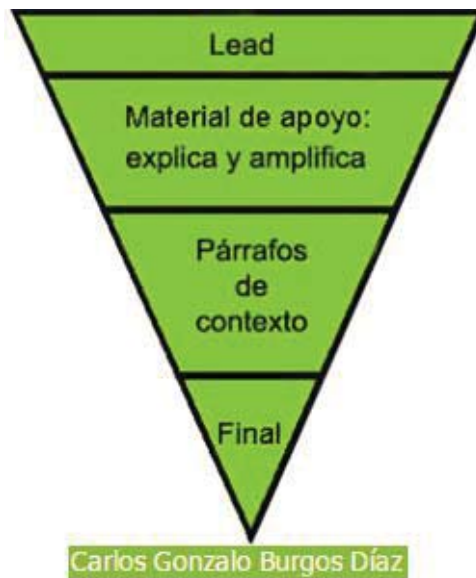 Lead
Material de apoyo:
explica y amplifica
Párrafos
de
contexto
Final
Carlos Gonzalo Burgos Díaz